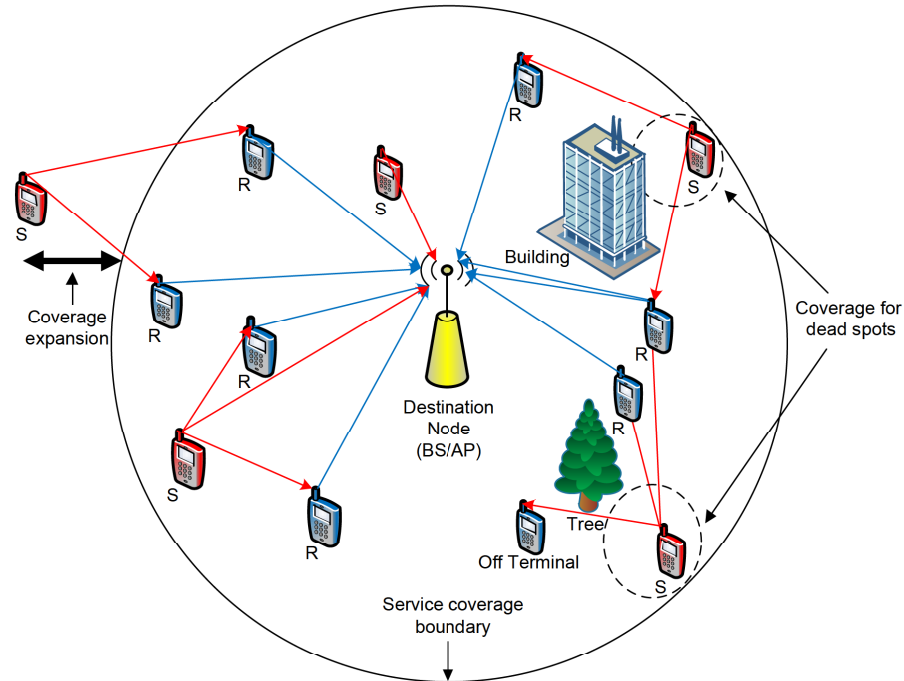 R
R
S
S
S
Building
Coverage
expansion
R
Coverage for
dead spots
R
R
Destination
Node
(BS/AP)
R
S
R
Tree
Off Terminal
S
Service coverage
boundary